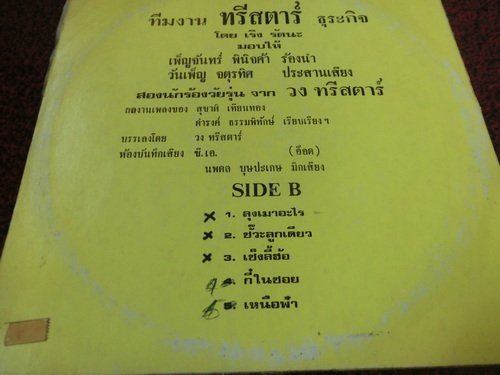 ทีมงาน ทรีสตาร์ ธุระกิจ
โดย เริง รัตนะ
มอบให้
เพ็ญจันทร์ พินิจค้า ร้องนำ
วันเพ็ญ จตุรทิศ ประสานเสียง
สองนักร้องวัยรุ่น จาก วง ทรีสตาร์
ผลงานเพลงของ สุชาติ เทียนทอง
ดำรงค์ ธรรมพิทักษ์ เรียบเรียงฯ
บรรเลงโดย วง ทรีสตาร์
ห้องบันทึกเสียง ซี.เอ. (อ๊อด)
นพดล บุษปะเกษ มิกเสียง
SIDE B
x 1. ลุงเมาอะไร
x 2. ชั๊วะลูกเดียว
x 3. เซ็งลี้ฮ้อ
4 4. กี๋ในซอย
5 5. เหนือฟ้า